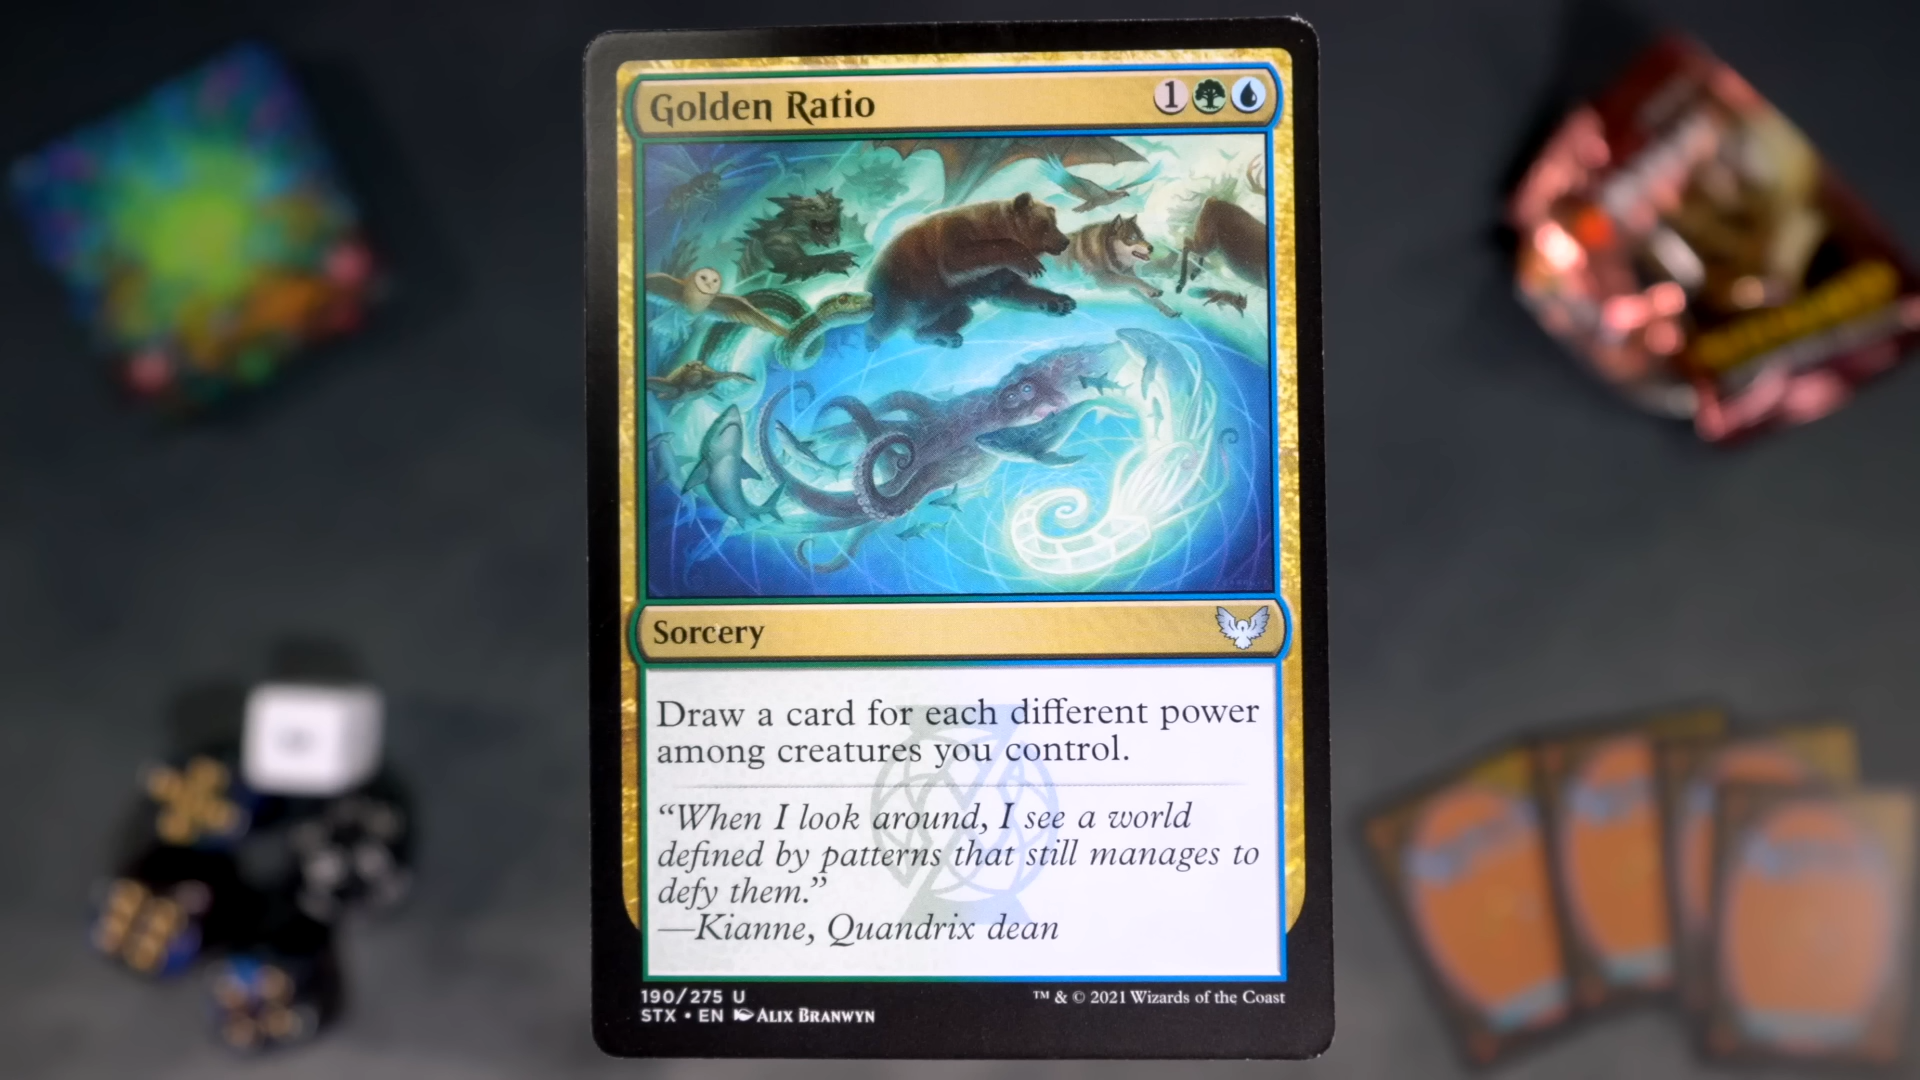 Golden Ratio 1
Sorcery
Draw a card for each different power
among creatures you control.
“When I look around, I see a world
defined by patterns that still manages to
defy them.”
—Kianne, Quandrix dean
190/275 U
STX • EN Alix Branwyn
™ & © 2021 Wizards of the Coast